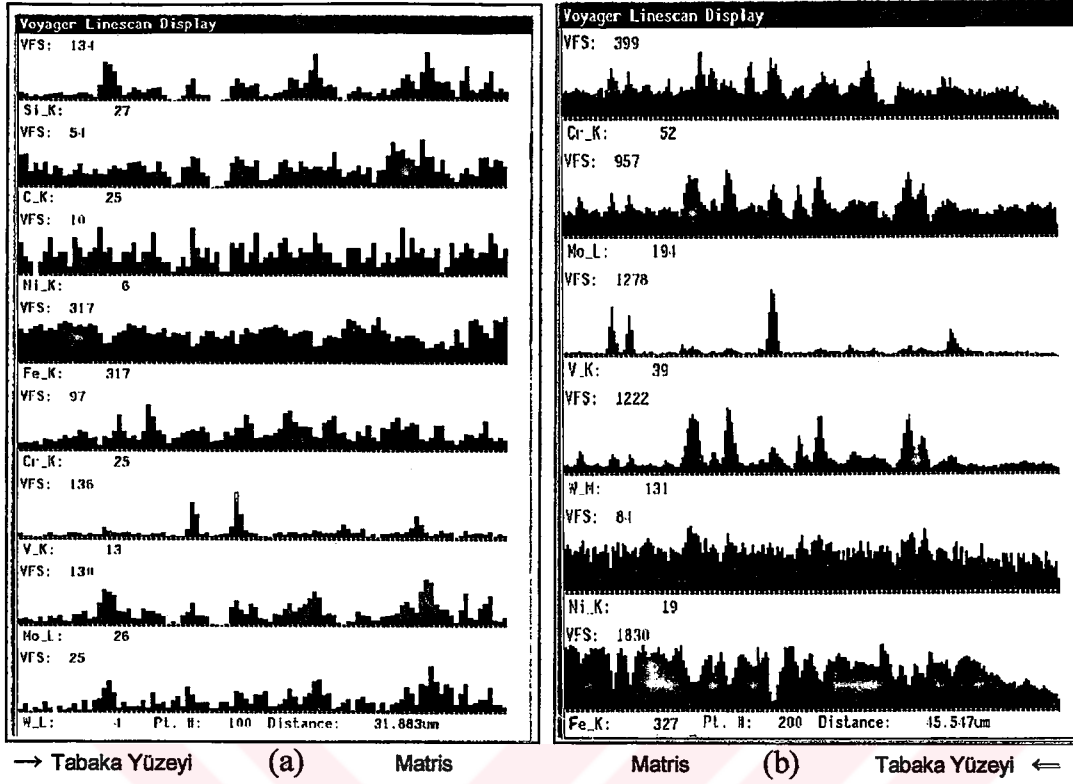 Voyager Linescan Display
VFS: 134
Si_K: 27
VFS: 54
C_K: 25
VFS: 10
Ni_K: 6
VFS: 317
Fe_K: 317
VFS: 97
Cr_K: 25
VFS: 136
V_K: 13
VFS:
Mo_L: 26
VFS: 25
W_L: 4 Pt. #: 100 Distance: 31.883um
→ Tabaka Yüzeyi (a) Matris
Voyager Linescan Display
VFS: 399
Cr_K: 52
VFS: 957
Mo_L: 194
VFS: 1278
V_K: 39
VFS: 1222
W_M: 131
VFS: 84
Ni_K: 19
VFS: 1830
Fe_K: 327 Pt. #: 200 Distance: 45.547um
Matris (b) Tabaka Yüzeyi ⇐